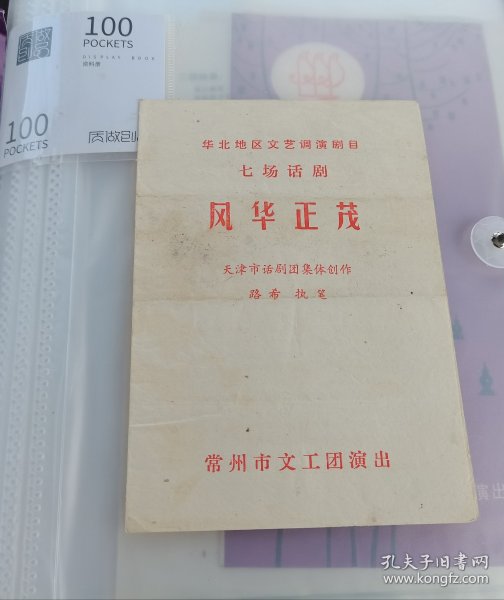 100
POCKETS
DISPLAY BOOK
资料册
100
POCKETS
华北地区文艺调演剧目
七场话剧
风华正茂
天津市话剧团集体创作
路希 执笔
常州市文工团演出
演出
孔夫子旧书网
www.kongfz.com